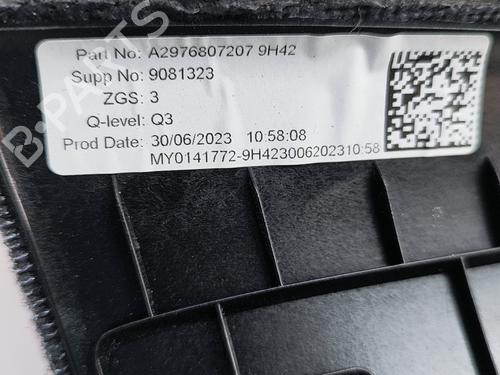 Part No: A2976807207 9H42
Supp No: 9081323
ZGS: 3
Q-level: Q3
Prod Date: 30/06/2023 10:58:08
MY0141772-9H423006202310:58
B-PARTS